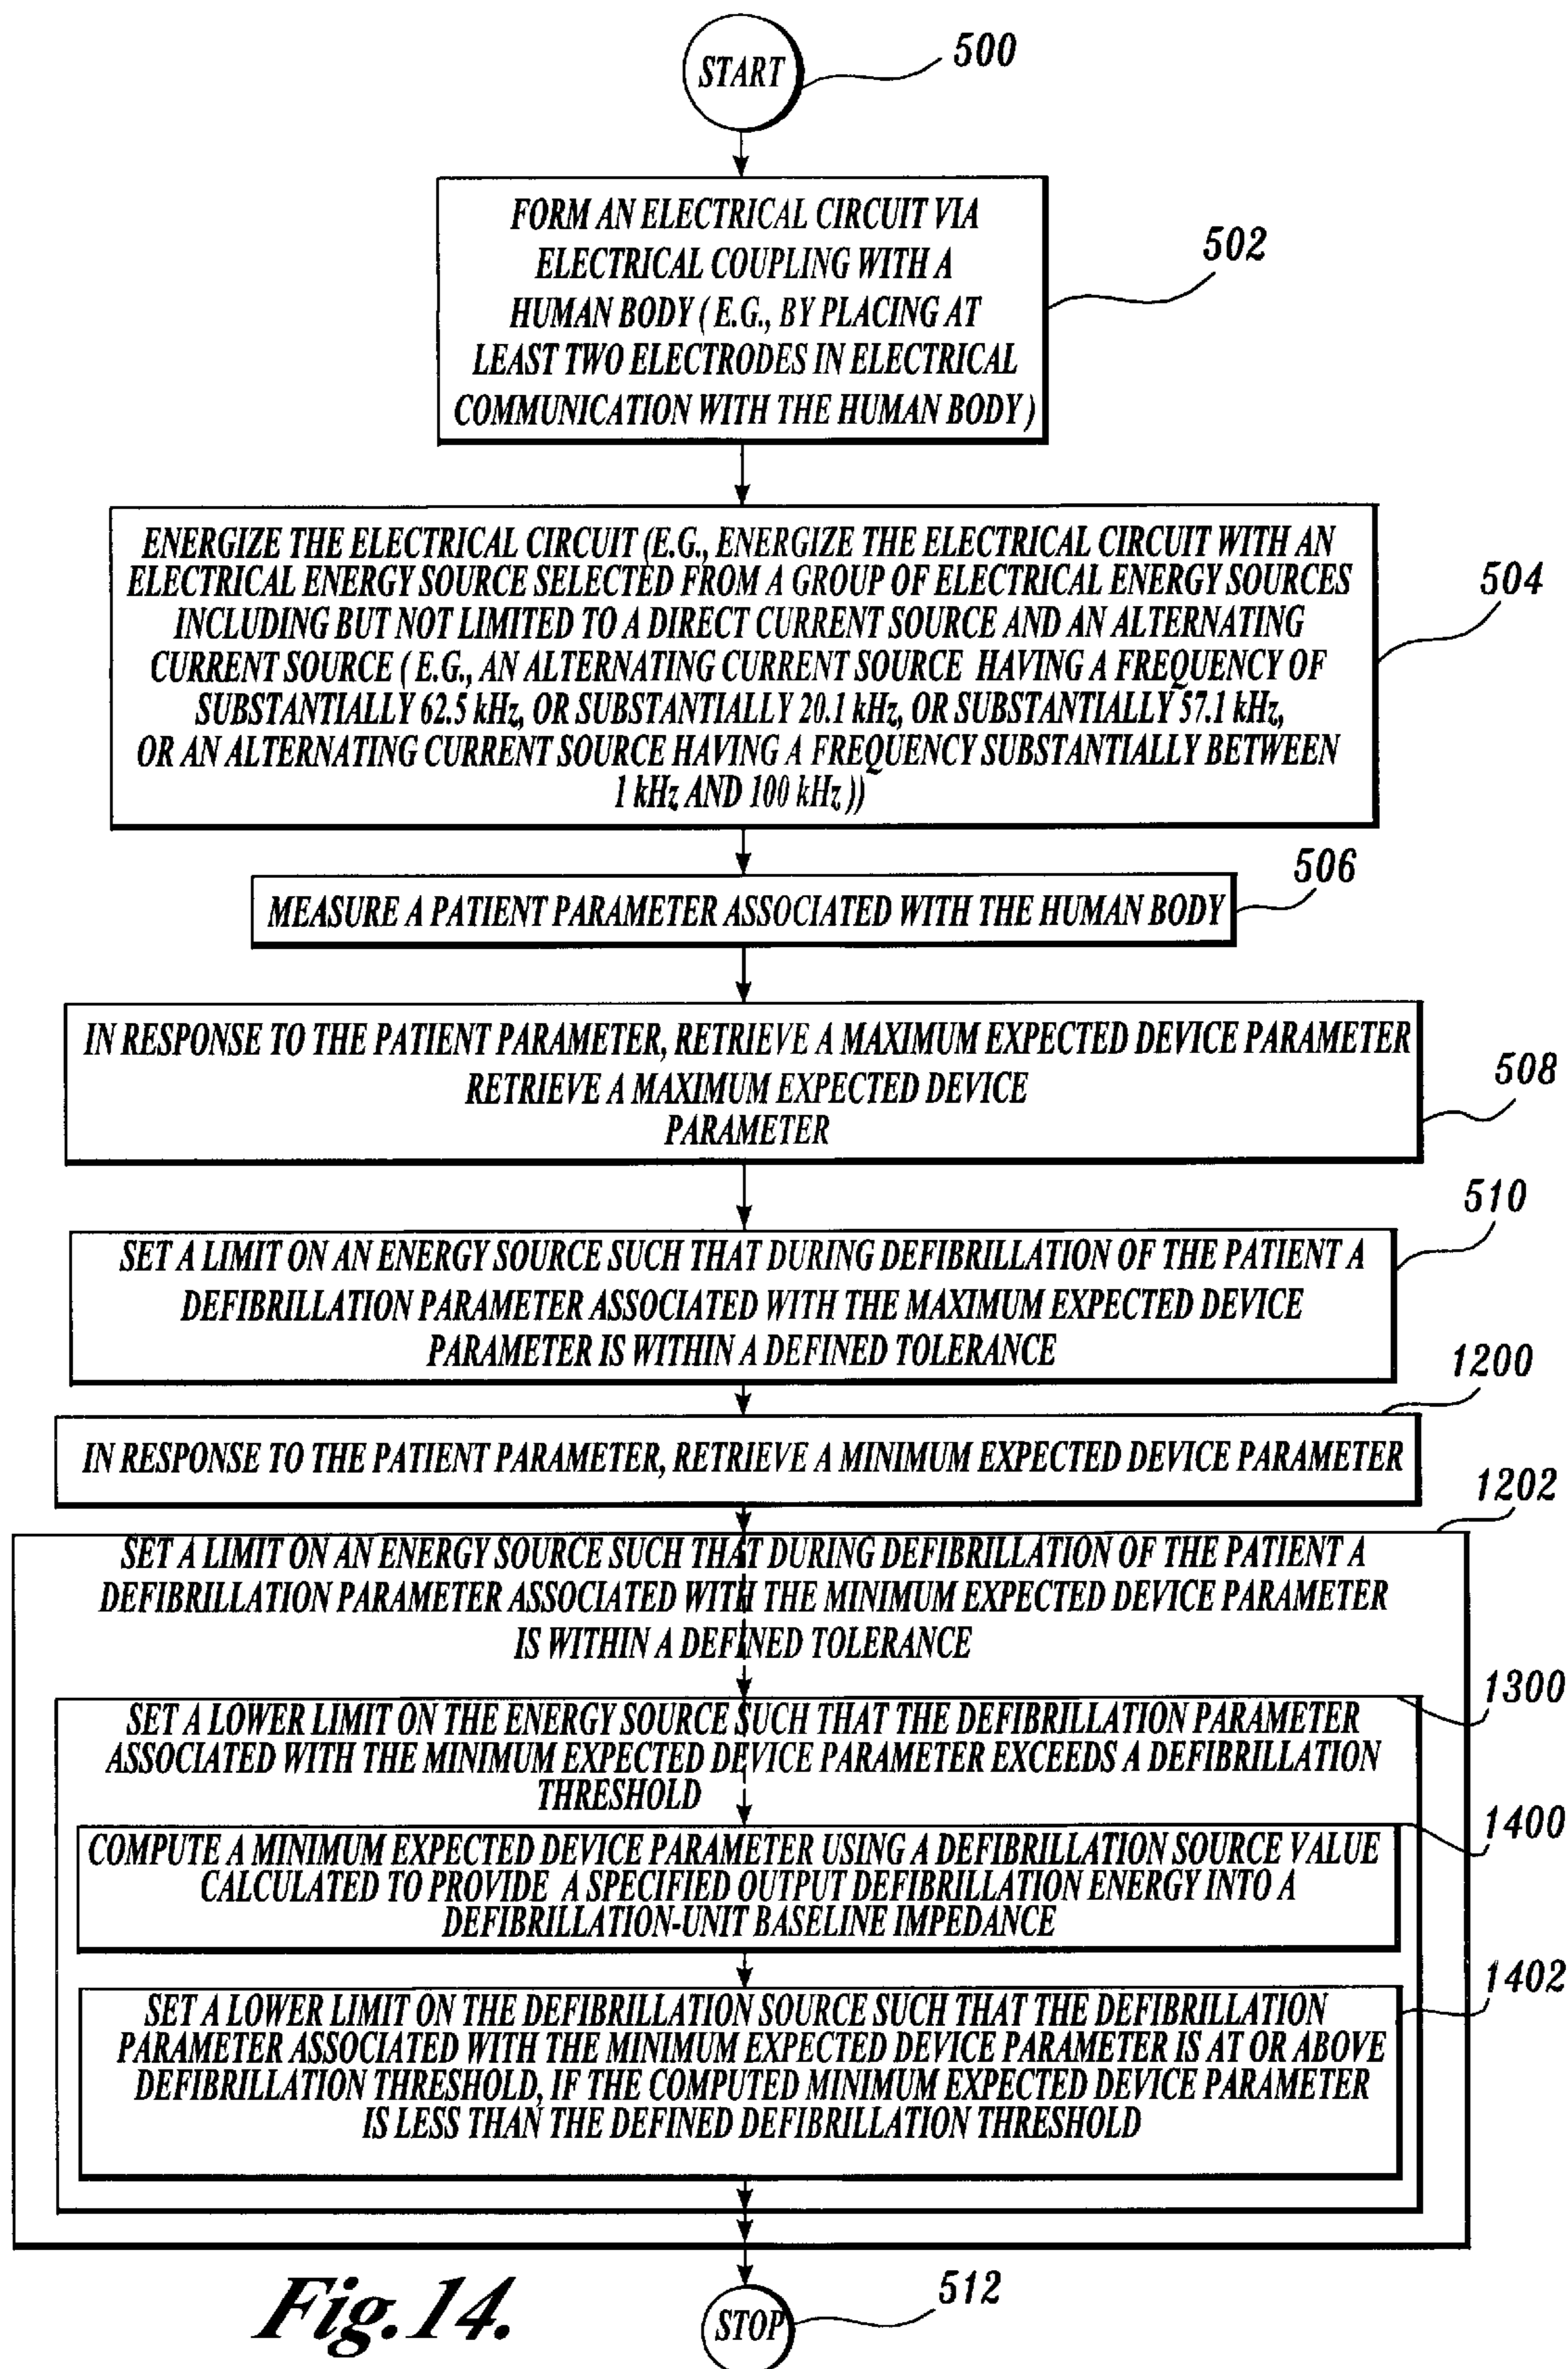 START
500
FORM AN ELECTRICAL CIRCUIT VIA
ELECTRICAL COUPLING WITH A
HUMAN BODY (E.G., BY PLACING AT
LEAST TWO ELECTRODES IN ELECTRICAL
COMMUNICATION WITH THE HUMAN BODY)
502
ENERGIZE THE ELECTRICAL CIRCUIT (E.G., ENERGIZE THE ELECTRICAL CIRCUIT WITH AN
ELECTRICAL ENERGY SOURCE SELECTED FROM A GROUP OF ELECTRICAL ENERGY SOURCES
INCLUDING BUT NOT LIMITED TO A DIRECT CURRENT SOURCE AND AN ALTERNATING
CURRENT SOURCE (E.G., AN ALTERNATING CURRENT SOURCE HAVING A FREQUENCY OF
SUBSTANTIALLY 62.5 kHz, OR SUBSTANTIALLY 20.1 kHz, OR SUBSTANTIALLY 57.1 kHz,
OR AN ALTERNATING CURRENT SOURCE HAVING A FREQUENCY SUBSTANTIALLY BETWEEN
1 kHz AND 100 kHz))
504
MEASURE A PATIENT PARAMETER ASSOCIATED WITH THE HUMAN BODY
506
IN RESPONSE TO THE PATIENT PARAMETER, RETRIEVE A MAXIMUM EXPECTED DEVICE PARAMETER
RETRIEVE A MAXIMUM EXPECTED DEVICE
PARAMETER
508
SET A LIMIT ON AN ENERGY SOURCE SUCH THAT DURING DEFIBRILLATION OF THE PATIENT A
DEFIBRILLATION PARAMETER ASSOCIATED WITH THE MAXIMUM EXPECTED DEVICE
PARAMETER IS WITHIN A DEFINED TOLERANCE
510
IN RESPONSE TO THE PATIENT PARAMETER, RETRIEVE A MINIMUM EXPECTED DEVICE PARAMETER
1200
SET A LIMIT ON AN ENERGY SOURCE SUCH THAT DURING DEFIBRILLATION OF THE PATIENT A
DEFIBRILLATION PARAMETER ASSOCIATED WITH THE MINIMUM EXPECTED DEVICE PARAMETER
IS WITHIN A DEFINED TOLERANCE
1202
SET A LOWER LIMIT ON THE ENERGY SOURCE SUCH THAT THE DEFIBRILLATION PARAMETER
ASSOCIATED WITH THE MINIMUM EXPECTED DEVICE PARAMETER EXCEEDS A DEFIBRILLATION
THRESHOLD
1300
COMPUTE A MINIMUM EXPECTED DEVICE PARAMETER USING A DEFIBRILLATION SOURCE VALUE
CALCULATED TO PROVIDE A SPECIFIED OUTPUT DEFIBRILLATION ENERGY INTO A
DEFIBRILLATION-UNIT BASELINE IMPEDANCE
1400
SET A LOWER LIMIT ON THE DEFIBRILLATION SOURCE SUCH THAT THE DEFIBRILLATION
PARAMETER ASSOCIATED WITH THE MINIMUM EXPECTED DEVICE PARAMETER IS AT OR ABOVE
DEFIBRILLATION THRESHOLD, IF THE COMPUTED MINIMUM EXPECTED DEVICE PARAMETER
IS LESS THAN THE DEFINED DEFIBRILLATION THRESHOLD
1402
STOP
512
Fig.14.